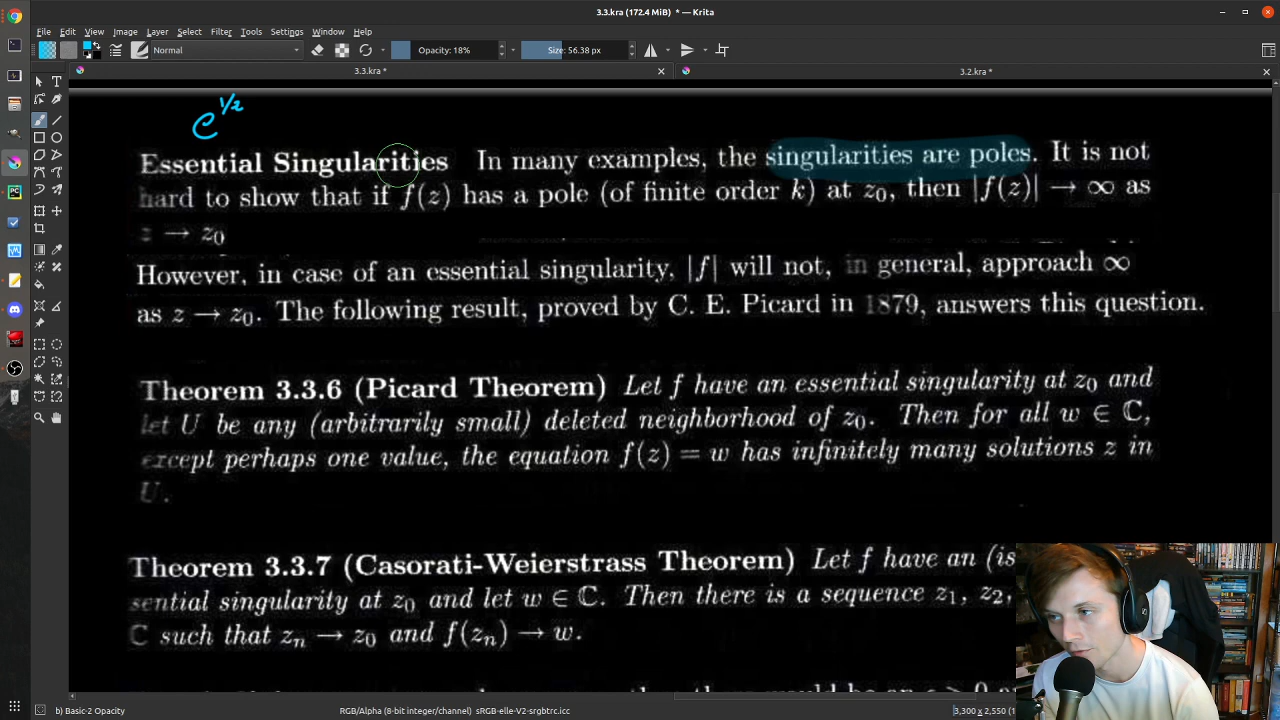 3.3.kra (172.4 MiB) * — Krita
File Edit View Image Layer Select Filter Tools Settings Window Help
Normal Opacity: 18% Size: 56.38 px
3.3.kra * 3.2.kra *
e^1/z
Essential Singularities In many examples, the singularities are poles. It is not
hard to show that if f(z) has a pole (of finite order k) at z₀, then |f(z)| → ∞ as
z → z₀
However, in case of an essential singularity, |f| will not, in general, approach ∞
as z → z₀. The following result, proved by C. E. Picard in 1879, answers this question.
Theorem 3.3.6 (Picard Theorem) Let f have an essential singularity at z₀ and
let U be any (arbitrarily small) deleted neighborhood of z₀. Then for all w ∈ ℂ,
except perhaps one value, the equation f(z) = w has infinitely many solutions z in
U.
Theorem 3.3.7 (Casorati-Weierstrass Theorem) Let f have an (is
sential singularity at z₀ and let w ∈ ℂ. Then there is a sequence z₁, z₂,
ℂ such that zₙ → z₀ and f(zₙ) → w.
b) Basic-2 Opacity RGB/Alpha (8-bit integer/channel) sRGB-elle-V2-srgbtrc.icc 3,300 x 2,550 (1